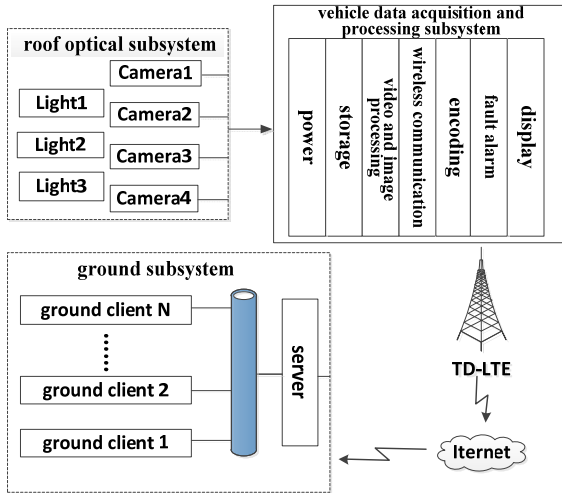 roof optical subsystem
Camera1
Light1
Camera2
Light2
Camera3
Light3
Camera4
vehicle data acquisition and
processing subsystem
power
storage
video and image
processing
wireless communication
encoding
fault alarm
display
ground subsystem
ground client N
ground client 2
ground client 1
server
TD-LTE
Iternet